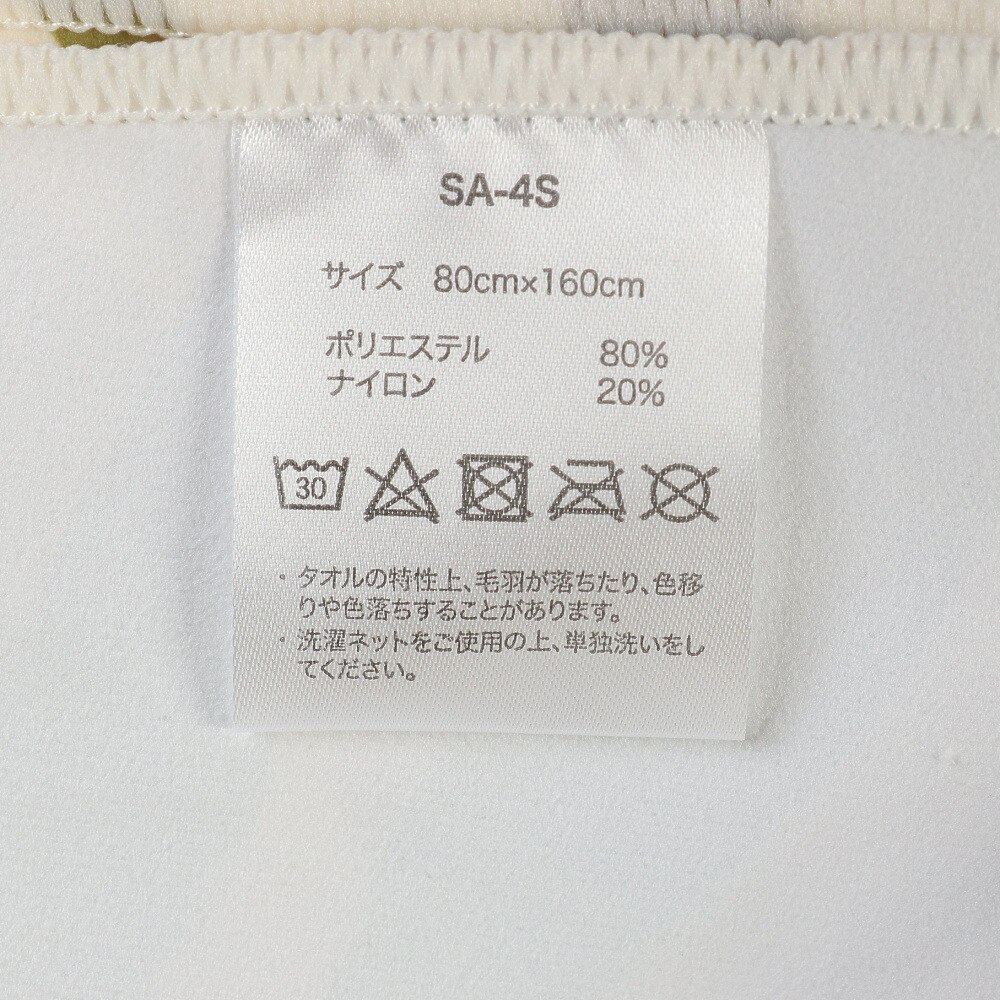 SA-4S
サイズ 80cm×160cm
ポリエステル 80%
ナイロン 20%
30
・タオルの特性上、毛羽が落ちたり、色移
りや色落ちすることがあります。
・洗濯ネットをご使用の上、単独洗いをし
てください。